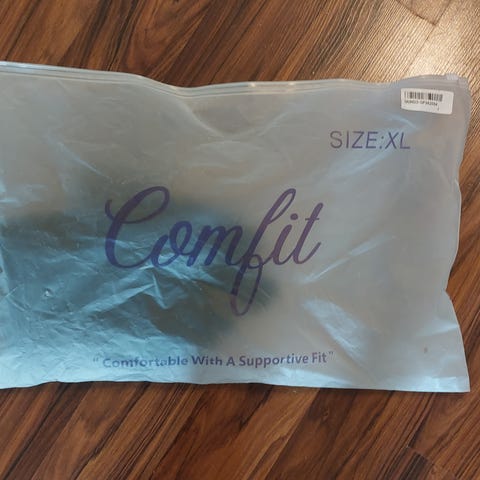 SIZE:XL
Comfit
"Comfortable With A Supportive Fit"